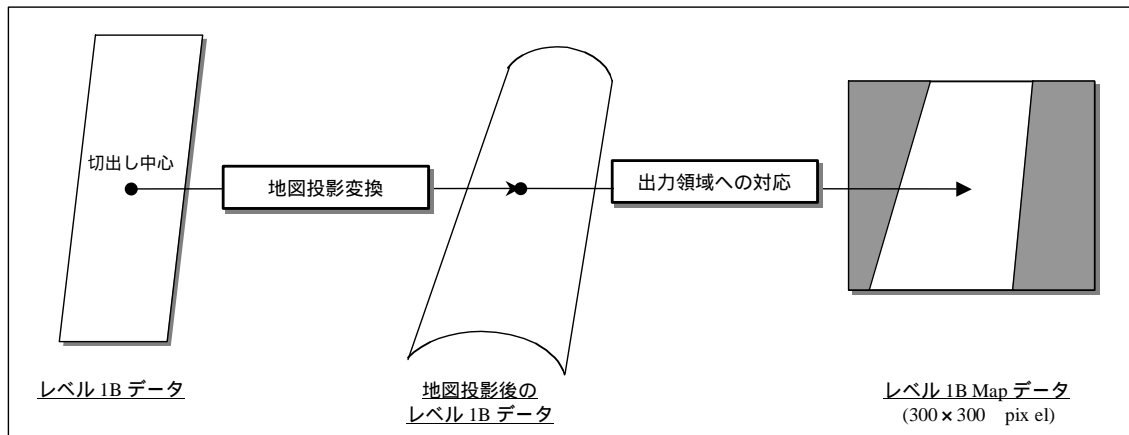 切出し中心
地図投影変換
出力領域への対応
レベル 1B データ
地図投影後の
レベル 1B データ
レベル 1B Map データ
(300×300 pix el)